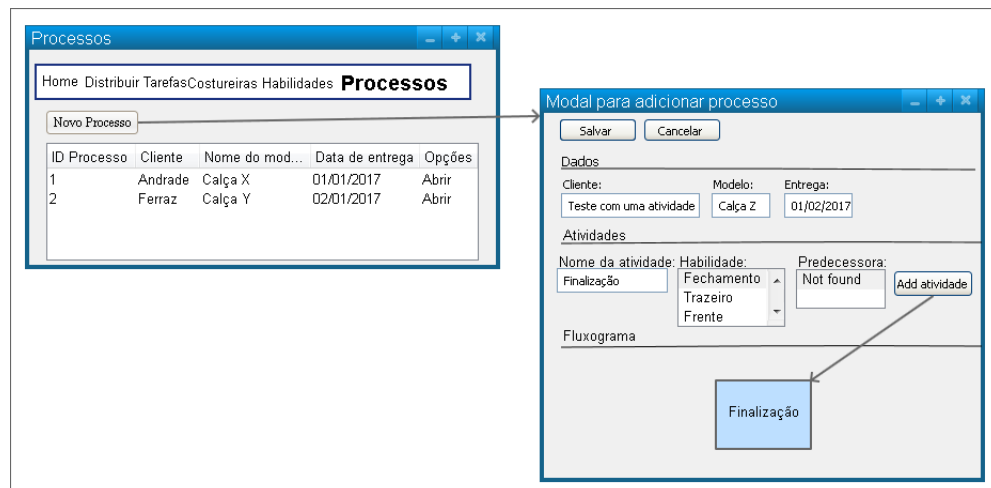 Processos
Home Distribuir Tarefas Costureiras Habilidades Processos
Novo Processo
ID Processo Cliente Nome do mod... Data de entrega Opções
1 Andrade Calça X 01/01/2017 Abrir
2 Ferraz Calça Y 02/01/2017 Abrir
Modal para adicionar processo
Salvar Cancelar
Dados
Cliente: Modelo: Entrega:
Teste com uma atividade Calça Z 01/02/2017
Atividades
Nome da atividade: Habilidade: Predecessora:
Finalização Fechamento Not found Add atividade
Trazeiro
Frente
Fluxograma
Finalização